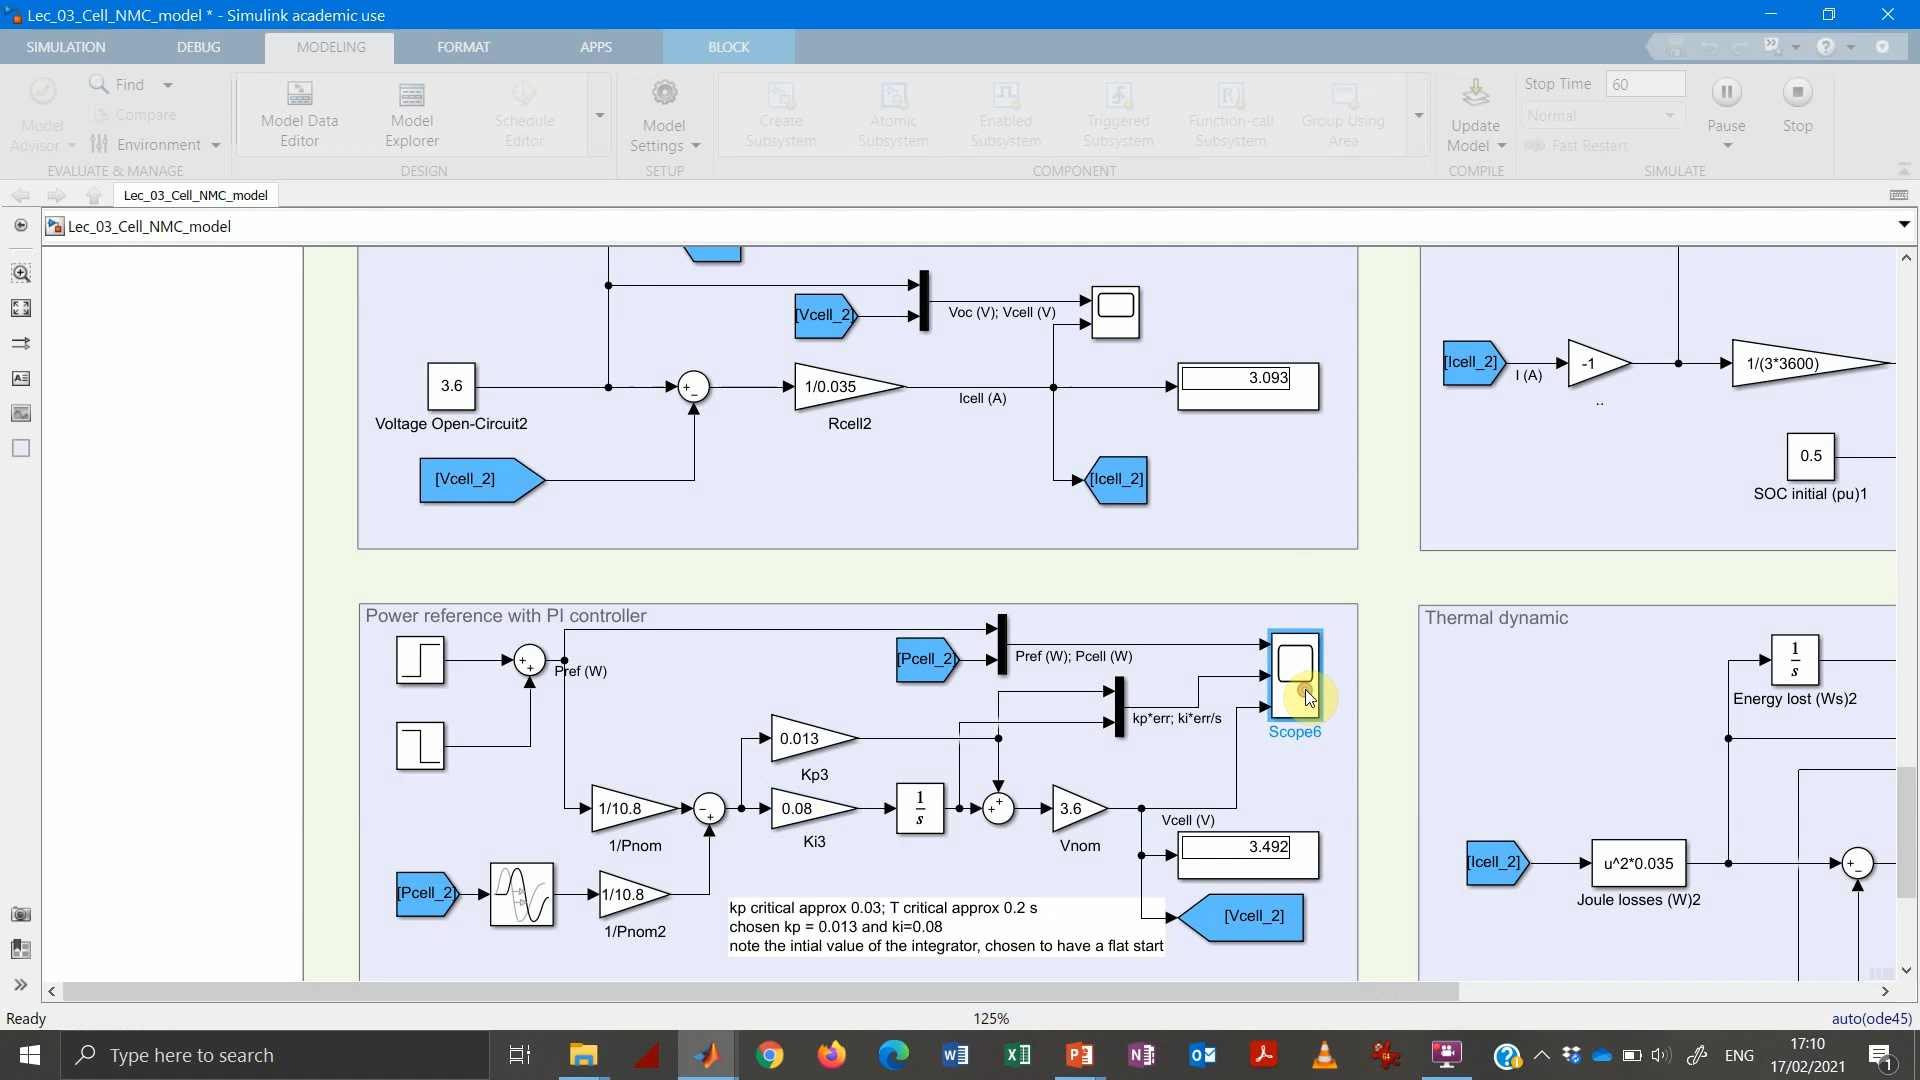 Lec_03_Cell_NMC_model * - Simulink academic use
SIMULATION DEBUG MODELING FORMAT APPS BLOCK
Model Advisor
Find
Compare
Environment
EVALUATE & MANAGE
Model Data Editor
Model Explorer
Schedule Editor
DESIGN
Model Settings
SETUP
Create Subsystem
Atomic Subsystem
Enabled Subsystem
Triggered Subsystem
Function-call Subsystem
Group Using Area
COMPONENT
Update Model
COMPILE
Stop Time 60
Normal
Fast Restart
Pause
Stop
SIMULATE
Lec_03_Cell_NMC_model
Lec_03_Cell_NMC_model
[Vcell_2]
Voc (V); Vcell (V)
3.6
Voltage Open-Circuit2
+
-
1/0.035
Rcell2
Icell (A)
3.093
[Vcell_2]
[Icell_2]
[Icell_2]
I (A)
-1
..
1/(3*3600)
0.5
SOC initial (pu)1
Power reference with PI controller
+
+
Pref (W)
[Pcell_2]
Pref (W); Pcell (W)
kp*err; ki*err/s
Scope6
0.013
Kp3
1/10.8
1/Pnom
-
+
0.08
Ki3
1
s
+
+
3.6
Vnom
Vcell (V)
3.492
[Vcell_2]
[Pcell_2]
1/10.8
1/Pnom2
kp critical approx 0.03; T critical approx 0.2 s
chosen kp = 0.013 and ki=0.08
note the intial value of the integrator, chosen to have a flat start
Thermal dynamic
1
s
Energy lost (Ws)2
[Icell_2]
u^2*0.035
Joule losses (W)2
+
-
Ready
125%
auto(ode45)
Type here to search
ENG
17:10
17/02/2021
1